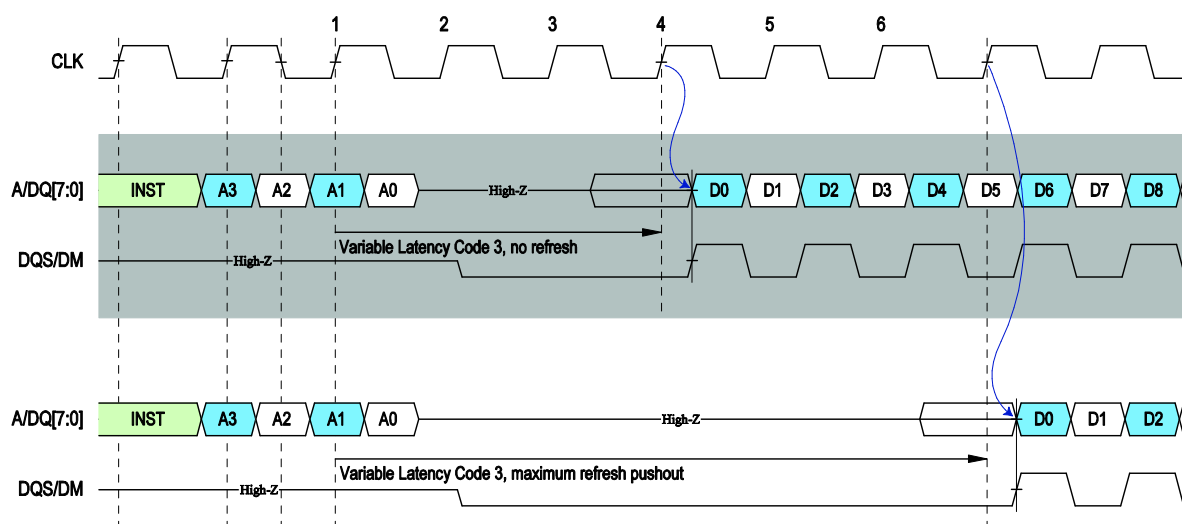 1 2 3 4 5 6
CLK
A/DQ[7:0] INST A3 A2 A1 A0 High-Z D0 D1 D2 D3 D4 D5 D6 D7 D8
Variable Latency Code 3, no refresh
DQS/DM High-Z
A/DQ[7:0] INST A3 A2 A1 A0 High-Z D0 D1 D2
Variable Latency Code 3, maximum refresh pushout
DQS/DM High-Z